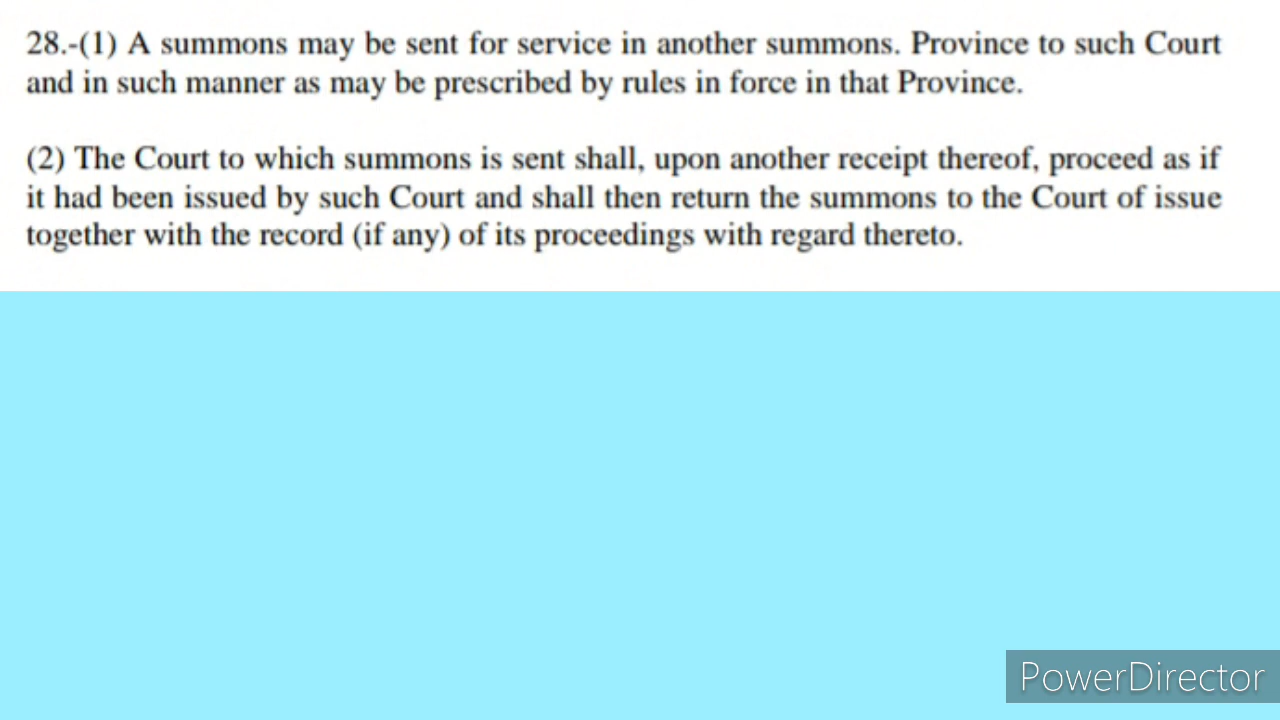 28.-(1) A summons may be sent for service in another summons. Province to such Court
and in such manner as may be prescribed by rules in force in that Province.
(2) The Court to which summons is sent shall, upon another receipt thereof, proceed as if
it had been issued by such Court and shall then return the summons to the Court of issue
together with the record (if any) of its proceedings with regard thereto.
PowerDirector